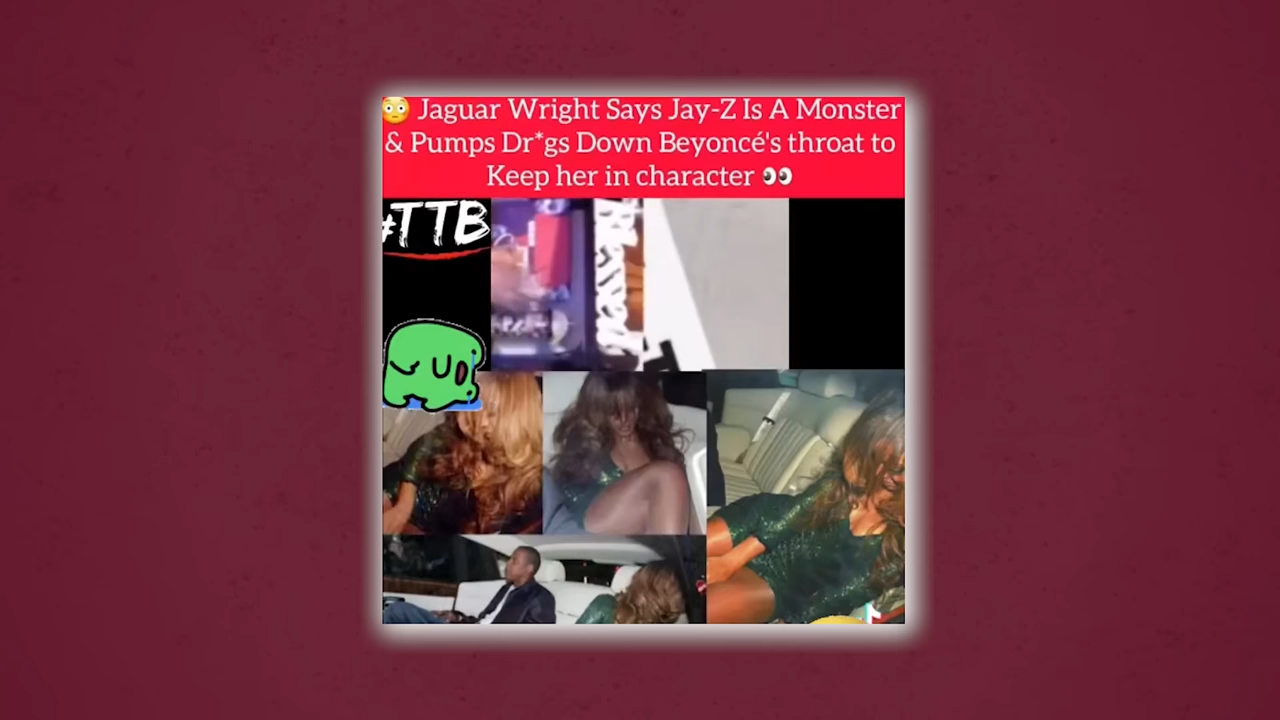 😳 Jaguar Wright Says Jay-Z Is A Monster
& Pumps Dr*gs Down Beyoncé's throat to
Keep her in character 👀
#TTB